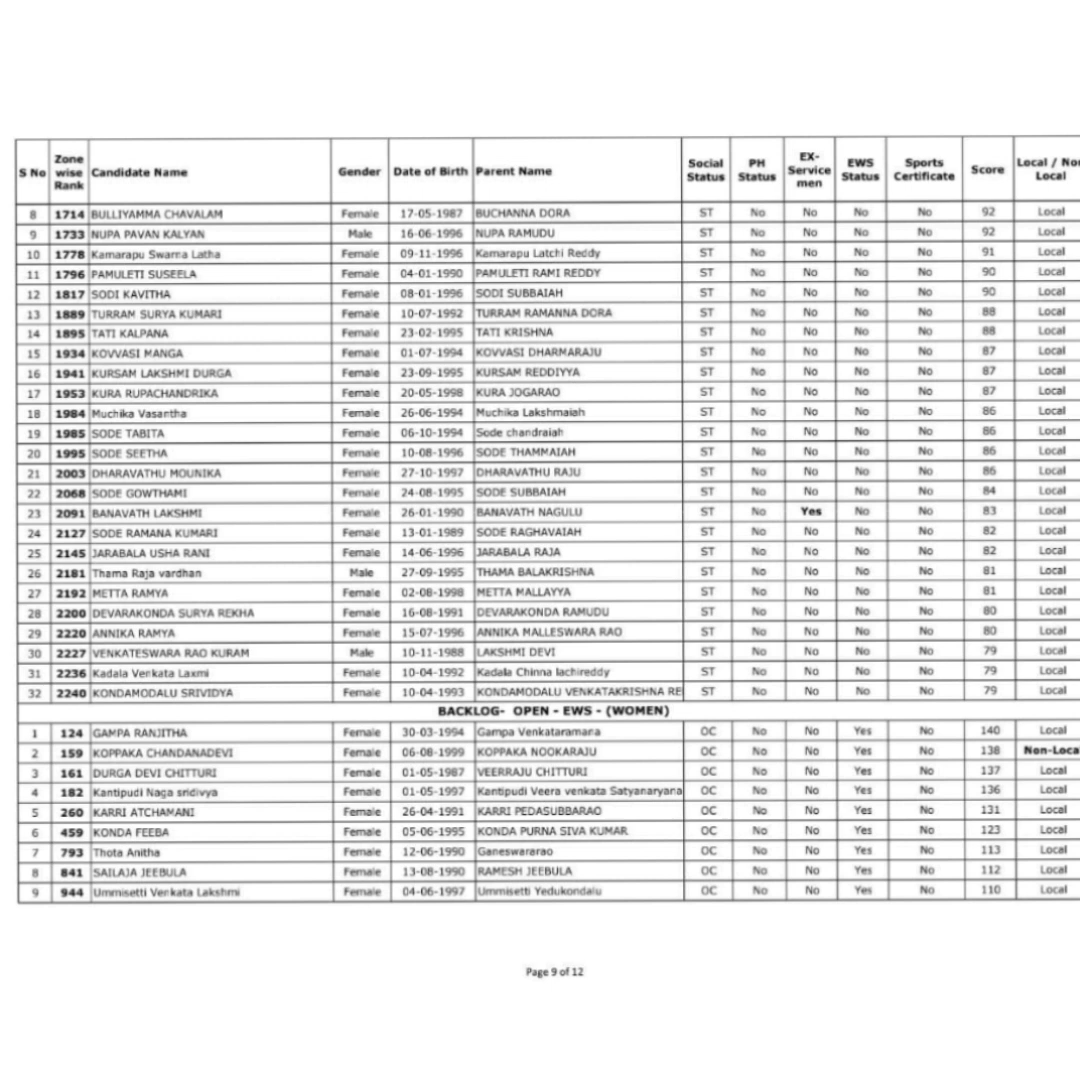 S No Zone wise Rank Candidate Name Gender Date of Birth Parent Name Social Status PH Status EX-Service men EWS Status Sports Certificate Score Local / Non Local
8 1714 BULLIYAMMA CHAVALAM Female 17-05-1987 BUCHANNA DORA ST No No No No 92 Local
9 1733 NUPA PAVAN KALYAN Male 16-06-1996 NUPA RAMUDU ST No No No No 92 Local
10 1778 Kamarapu Swarna Latha Female 09-11-1996 Kamarapu Latchi Reddy ST No No No No 91 Local
11 1796 PAMULETI SUSEELA Female 04-01-1990 PAMULETI RAMI REDDY ST No No No No 90 Local
12 1817 SODI KAVITHA Female 08-01-1996 SODI SUBBAIAH ST No No No No 90 Local
13 1889 TURRAM SURYA KUMARI Female 10-07-1992 TURRAM RAMANNA DORA ST No No No No 88 Local
14 1895 TATI KALPANA Female 23-02-1995 TATI KRISHNA ST No No No No 88 Local
15 1934 KOVVASI MANGA Female 01-07-1994 KOVVASI DHARMARAJU ST No No No No 87 Local
16 1941 KURSAM LAKSHMI DURGA Female 23-09-1995 KURSAM REDDIYYA ST No No No No 87 Local
17 1953 KURA RUPACHANDRIKA Female 20-05-1998 KURA JOGARAO ST No No No No 87 Local
18 1984 Muchika Vasantha Female 26-06-1994 Muchika Lakshmaiah ST No No No No 86 Local
19 1985 SODE TABITA Female 06-10-1994 Sode chandraiah ST No No No No 86 Local
20 1995 SODE SEETHA Female 10-08-1996 SODE THAMMAIAH ST No No No No 86 Local
21 2003 DHARAVATHU MOUNIKA Female 27-10-1997 DHARAVATHU RAJU ST No No No No 86 Local
22 2068 SODE GOWTHAMI Female 24-08-1995 SODE SUBBAIAH ST No No No No 84 Local
23 2091 BANAVATH LAKSHMI Female 26-01-1990 BANAVATH NAGULU ST No Yes No No 83 Local
24 2127 SODE RAMANA KUMARI Female 13-01-1989 SODE RAGHAVAIAH ST No No No No 82 Local
25 2145 JARABALA USHA RANI Female 14-06-1996 JARABALA RAJA ST No No No No 82 Local
26 2181 Thama Raja vardhan Male 27-09-1995 THAMA BALAKRISHNA ST No No No No 81 Local
27 2192 METTA RAMYA Female 02-08-1998 METTA MALLAYYA ST No No No No 81 Local
28 2200 DEVARAKONDA SURYA REKHA Female 16-08-1991 DEVARAKONDA RAMUDU ST No No No No 80 Local
29 2220 ANNIKA RAMYA Female 15-07-1996 ANNIKA MALLESWARA RAO ST No No No No 80 Local
30 2227 VENKATESWARA RAO KURAM Male 10-11-1988 LAKSHMI DEVI ST No No No No 79 Local
31 2236 Kadala Venkata Laxmi Female 10-04-1992 Kadala Chinna lachireddy ST No No No No 79 Local
32 2240 KONDAMODALU SRIVIDYA Female 10-04-1993 KONDAMODALU VENKATAKRISHNA RE ST No No No No 79 Local
BACKLOG- OPEN - EWS - (WOMEN)
1 124 GAMPA RANJITHA Female 30-03-1994 Gampa Venkataramana OC No No Yes No 140 Local
2 159 KOPPAKA CHANDANADEVI Female 06-08-1999 KOPPAKA NOOKARAJU OC No No Yes No 138 Non-Local
3 161 DURGA DEVI CHITTURI Female 01-05-1987 VEERRAJU CHITTURI OC No No Yes No 137 Local
4 182 Kantipudi Naga sridivya Female 01-05-1997 Kantipudi Veera venkata Satyanaryana OC No No Yes No 136 Local
5 260 KARRI ATCHAMANI Female 26-04-1991 KARRI PEDASUBBARAO OC No No Yes No 131 Local
6 459 KONDA FEEBA Female 05-06-1995 KONDA PURNA SIVA KUMAR OC No No Yes No 123 Local
7 793 Thota Anitha Female 12-06-1990 Ganeswararao OC No No Yes No 113 Local
8 841 SAILAJA JEEBULA Female 13-08-1990 RAMESH JEEBULA OC No No Yes No 112 Local
9 944 Ummisetti Venkata Lakshmi Female 04-06-1997 Ummisetti Yedukondalu OC No No Yes No 110 Local
Page 9 of 12